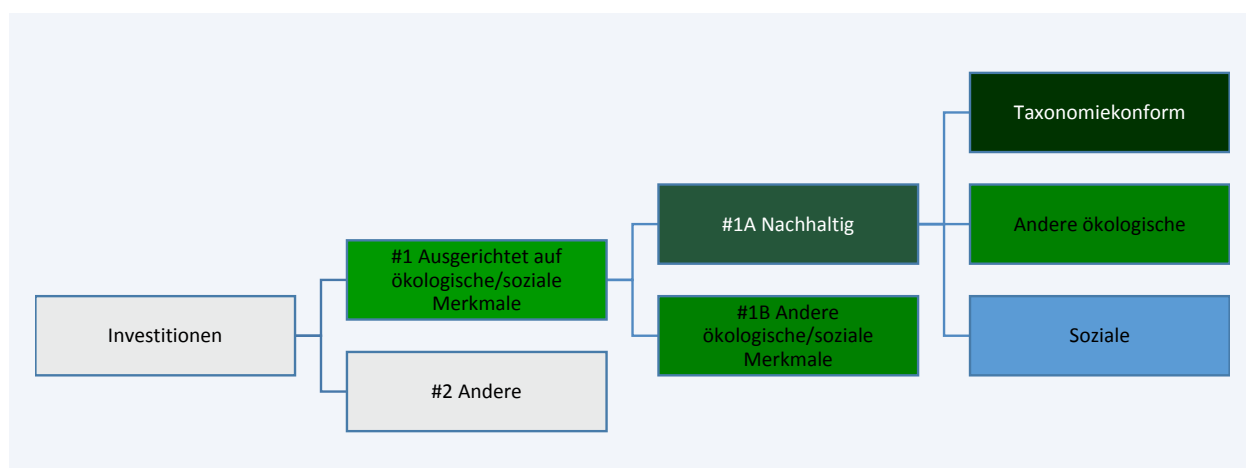 Investitionen
#1 Ausgerichtet auf
ökologische/soziale
Merkmale
#2 Andere
#1A Nachhaltig
#1B Andere
ökologische/soziale
Merkmale
Taxonomiekonform
Andere ökologische
Soziale